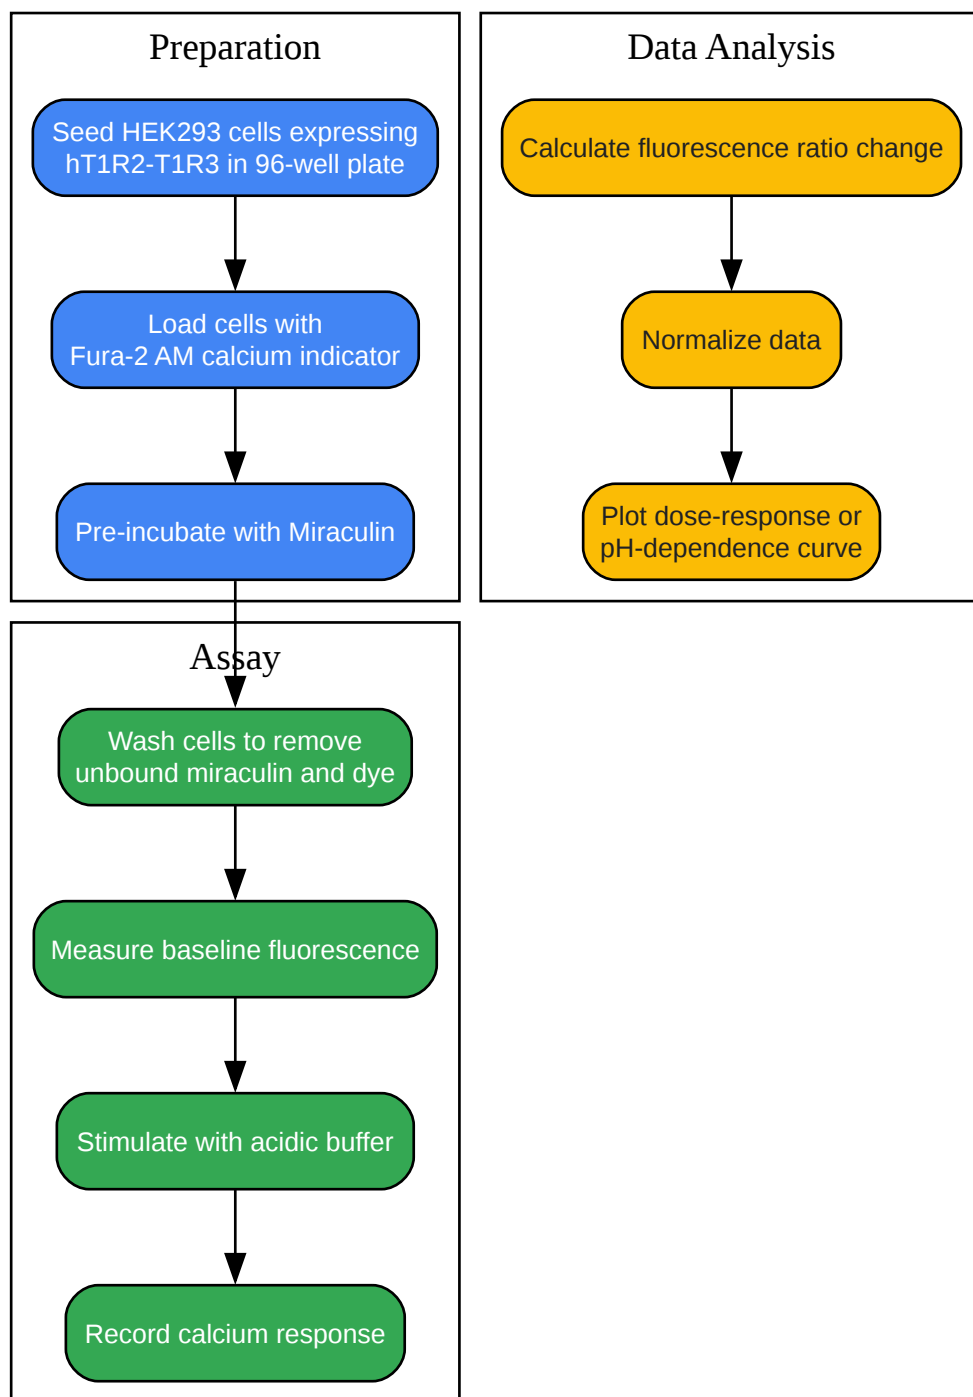 Preparation
Seed HEK293 cells expressing
hT1R2-T1R3 in 96-well plate
Load cells with
Fura-2 AM calcium indicator
Pre-incubate with Miraculin
Assay
Wash cells to remove
unbound miraculin and dye
Measure baseline fluorescence
Stimulate with acidic buffer
Record calcium response
Data Analysis
Calculate fluorescence ratio change
Normalize data
Plot dose-response or
pH-dependence curve